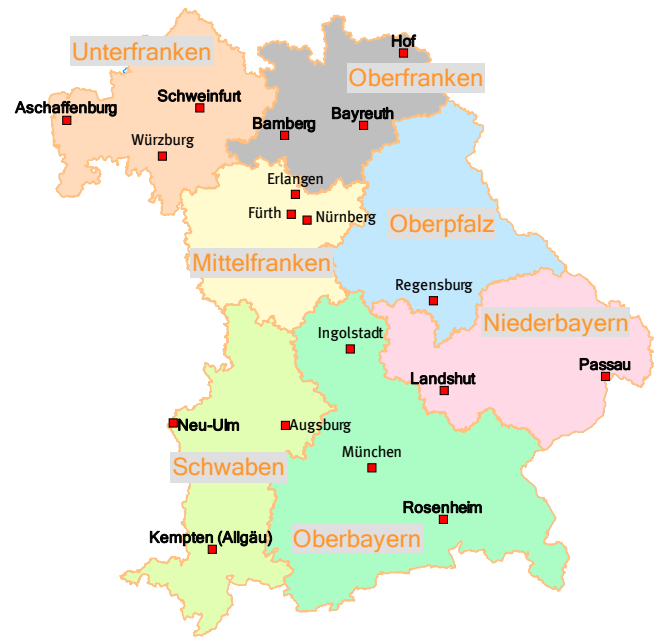 Hof
Unterfranken
Oberfranken
Schweinfurt
Aschaffenburg
Bayreuth
Bamberg
Würzburg
Erlangen
Fürth
Nürnberg
Oberpfalz
Mittelfranken
Regensburg
Niederbayern
Ingolstadt
Passau
Landshut
Neu-Ulm
Augsburg
München
Schwaben
Rosenheim
Kempten (Allgäu)
Oberbayern